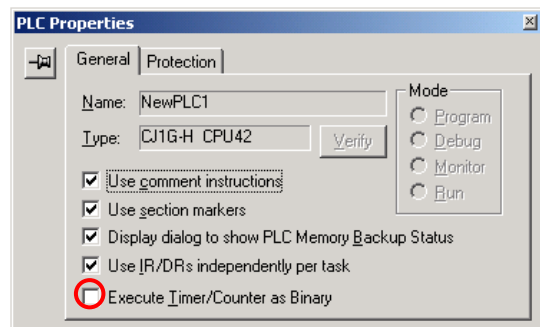 PLC Properties
General Protection
Name: NewPLC1
Type: CJ1G-H CPU42 Verify
Mode
Program
Debug
Monitor
Run
Use comment instructions
Use section markers
Display dialog to show PLC Memory Backup Status
Use IR/DRs independently per task
Execute Timer/Counter as Binary